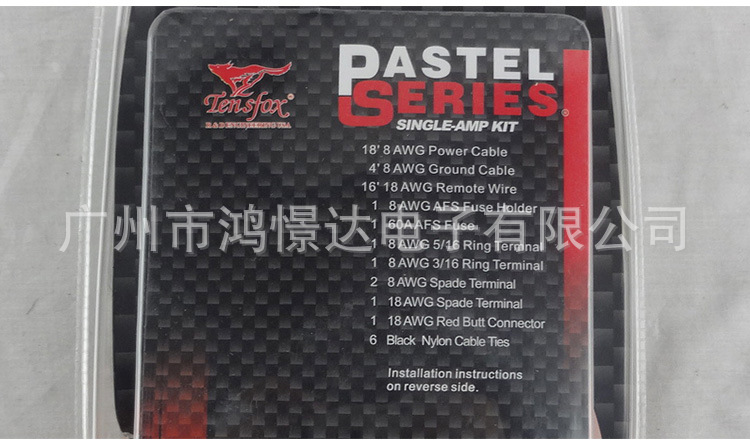 PASTEL
SERIES®
SINGLE-AMP KIT
Tensfox®
18' 8 AWG Power Cable
4' 8 AWG Ground Cable
16' 18 AWG Remote Wire
1 8 AWG AFS Fuse Holder
1 60A AFS Fuse
1 8 AWG 5/16 Ring Terminal
1 8 AWG 3/16 Ring Terminal
2 8 AWG Spade Terminal
1 18 AWG Spade Terminal
1 18 AWG Red Butt Connector
6 Black Nylon Cable Ties
Installation instructions
on reverse side.
广州市鸿憬达电子有限公司